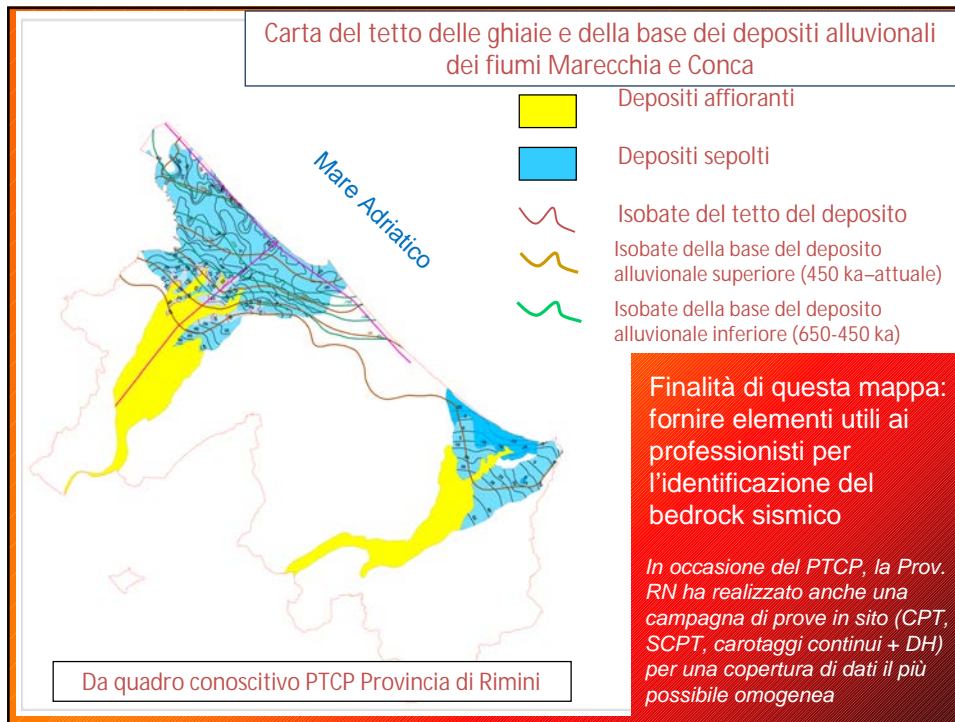 Carta del tetto delle ghiaie e della base dei depositi alluvionali
dei fiumi Marecchia e Conca
Depositi affioranti
Depositi sepolti
Mare Adriatico
Isobate del tetto del deposito
Isobate della base del deposito
alluvionale superiore (450 ka–attuale)
Isobate della base del deposito
alluvionale inferiore (650-450 ka)
Finalità di questa mappa:
fornire elementi utili ai
professionisti per
l'identificazione del
bedrock sismico
In occasione del PTCP, la Prov.
RN ha realizzato anche una
campagna di prove in sito (CPT,
SCPT, carotaggi continui + DH)
per una copertura di dati il più
possibile omogenea
Da quadro conoscitivo PTCP Provincia di Rimini